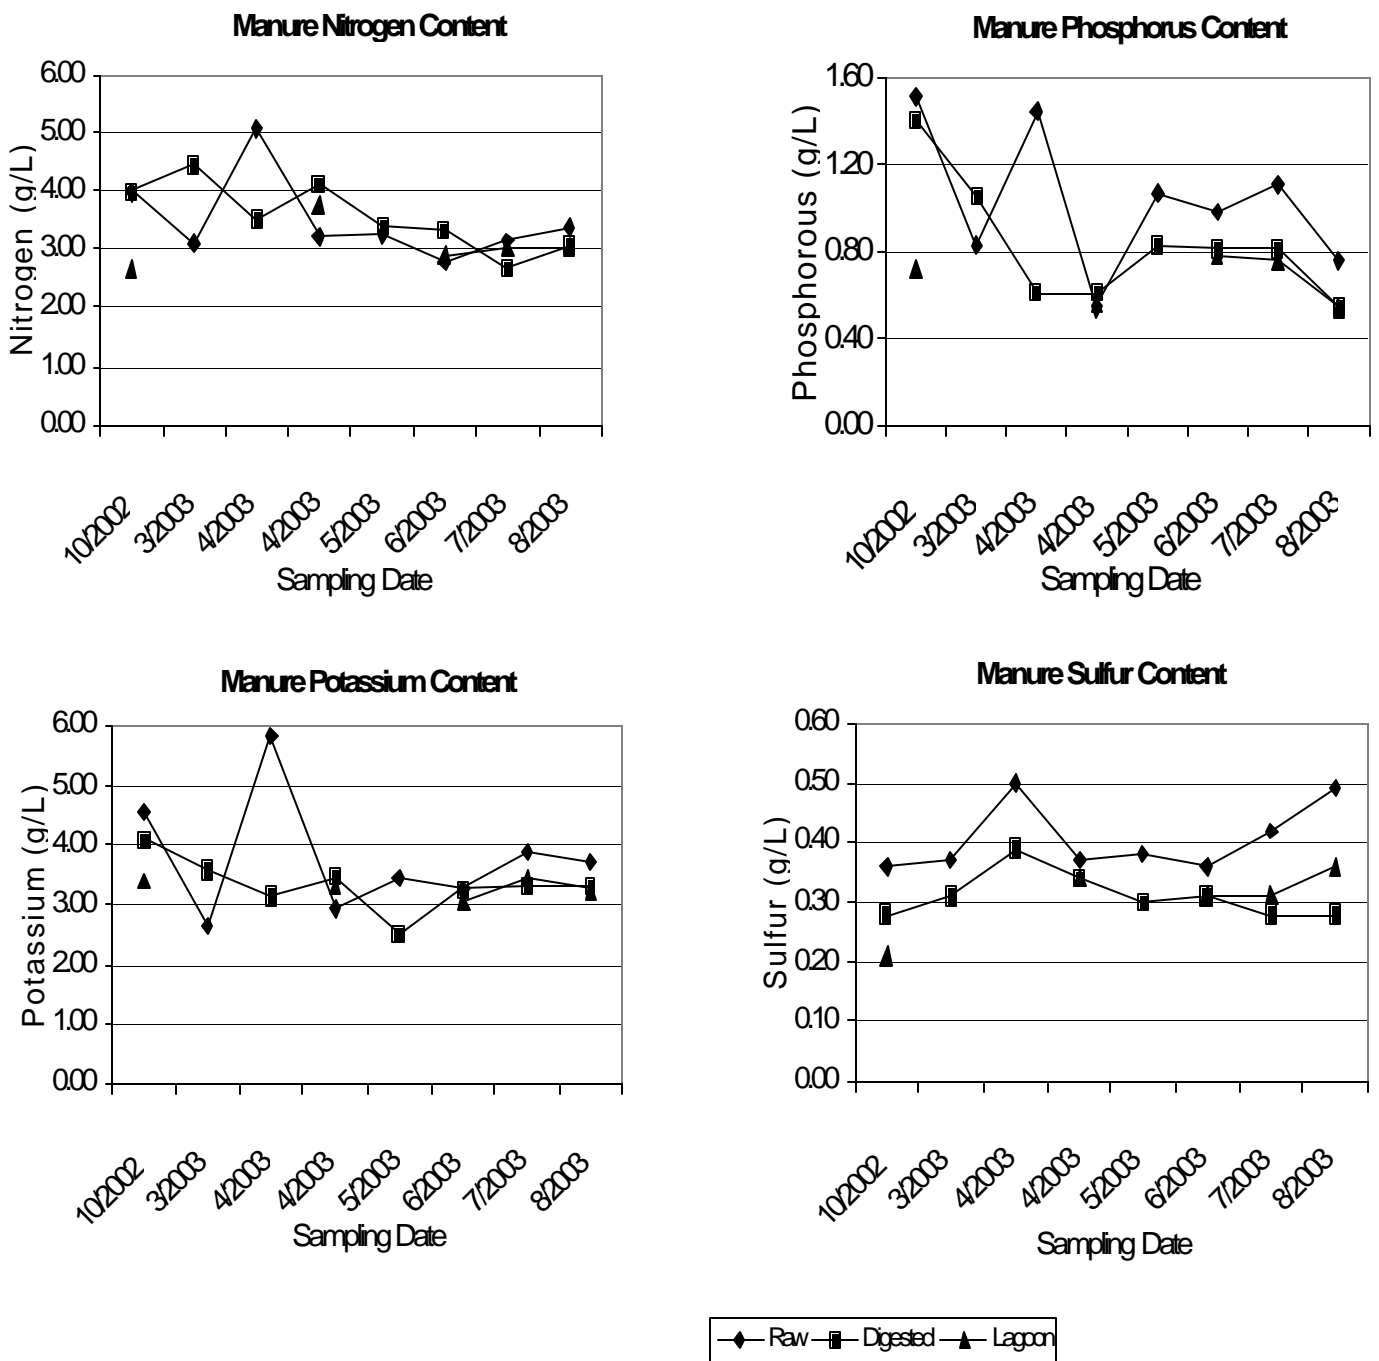 Manure Nitrogen Content
Nitrogen (g/L)
6.00
5.00
4.00
3.00
2.00
1.00
0.00
10/2002 3/2003 4/2003 4/2003 5/2003 6/2003 7/2003 8/2003
Sampling Date
Manure Phosphorus Content
Phosphorous (g/L)
1.60
1.20
0.80
0.40
0.00
10/2002 3/2003 4/2003 4/2003 5/2003 6/2003 7/2003 8/2003
Sampling Date
Manure Potassium Content
Potassium (g/L)
6.00
5.00
4.00
3.00
2.00
1.00
0.00
10/2002 3/2003 4/2003 4/2003 5/2003 6/2003 7/2003 8/2003
Sampling Date
Manure Sulfur Content
Sulfur (g/L)
0.60
0.50
0.40
0.30
0.20
0.10
0.00
10/2002 3/2003 4/2003 4/2003 5/2003 6/2003 7/2003 8/2003
Sampling Date
Raw Digested Lagoon